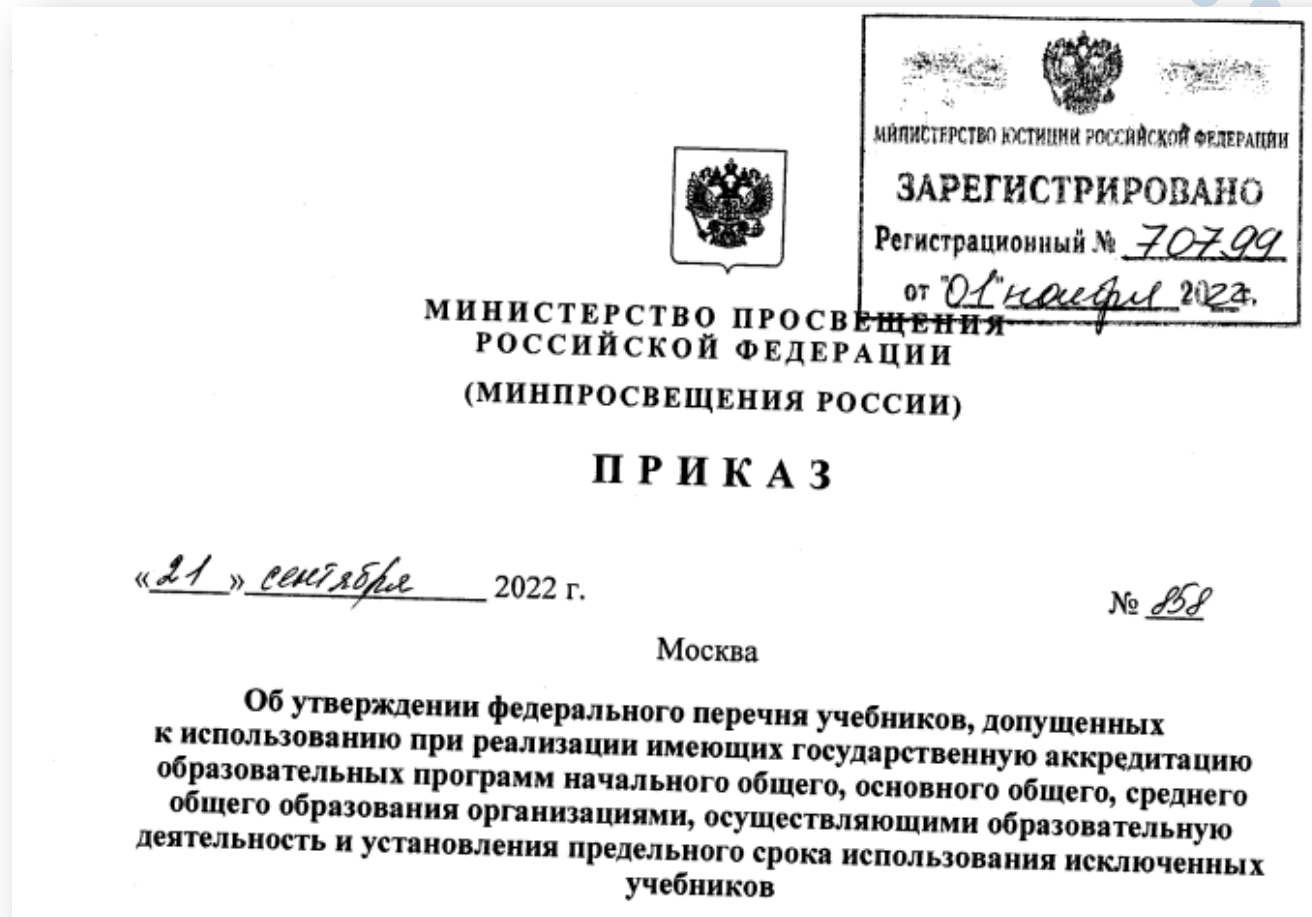 МИНИСТЕРСТВО ЮСТИЦИИ РОССИЙСКОЙ ФЕДЕРАЦИИ
ЗАРЕГИСТРИРОВАНО
Регистрационный № 70799
от "01" ноября 2022г.
МИНИСТЕРСТВО ПРОСВЕЩЕНИЯ
РОССИЙСКОЙ ФЕДЕРАЦИИ
(МИНПРОСВЕЩЕНИЯ РОССИИ)
ПРИКАЗ
«21» сентября 2022 г.
№ 858
Москва
Об утверждении федерального перечня учебников, допущенных
к использованию при реализации имеющих государственную аккредитацию
образовательных программ начального общего, основного общего, среднего
общего образования организациями, осуществляющими образовательную
деятельность и установления предельного срока использования исключенных
учебников